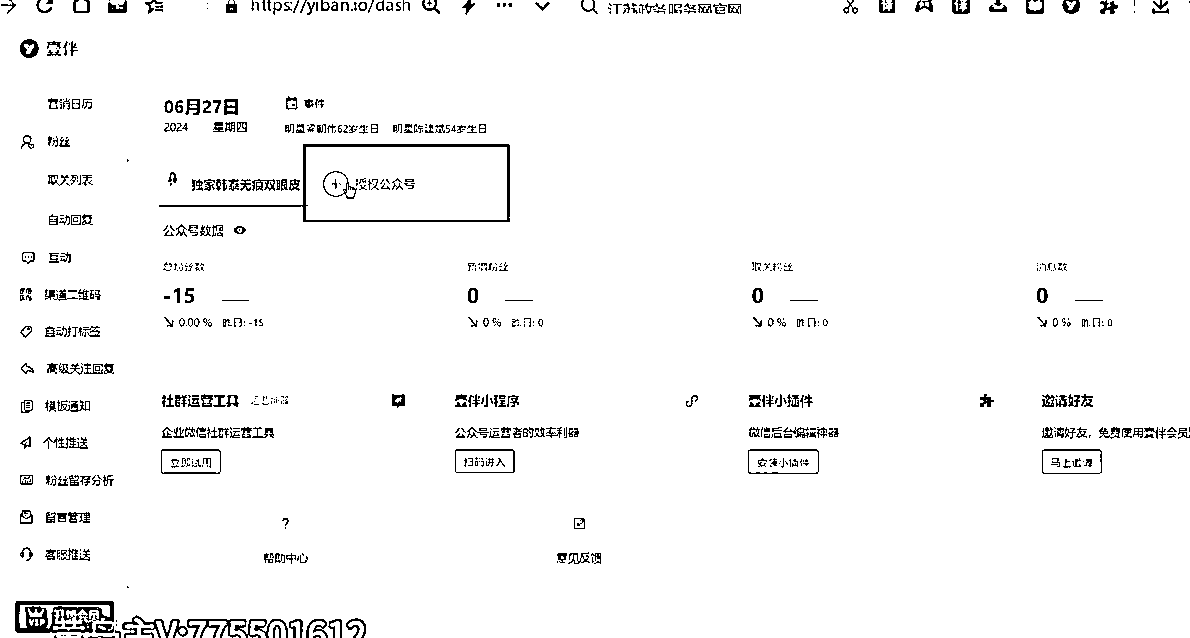 https://yiban.io/dash
江苏政务服务网官网
壹伴
营销日历
06月27日
事件
2024 星期四
明星梁朝伟62岁生日 明星陈建斌54岁生日
粉丝
取关列表
独家韩泰无痕双眼皮
授权公众号
自动回复
公众号数据
互动
总粉丝数
新增粉丝
取关粉丝
消息数
渠道二维码
-15
0
0
0
自动打标签
0.00 % 昨日: -15
0 % 昨日: 0
0 % 昨日: 0
0 % 昨日: 0
高级关注回复
模板通知
社群运营工具
壹伴小程序
壹伴小插件
邀请好友
个性推送
企业微信社群运营工具
公众号运营者的效率利器
微信后台编辑神器
邀请好友，免费使用壹伴会员
立即试用
扫码进入
安装小插件
马上邀请
粉丝留存分析
留言管理
?
客服推送
帮助中心
意见反馈
V:775501612